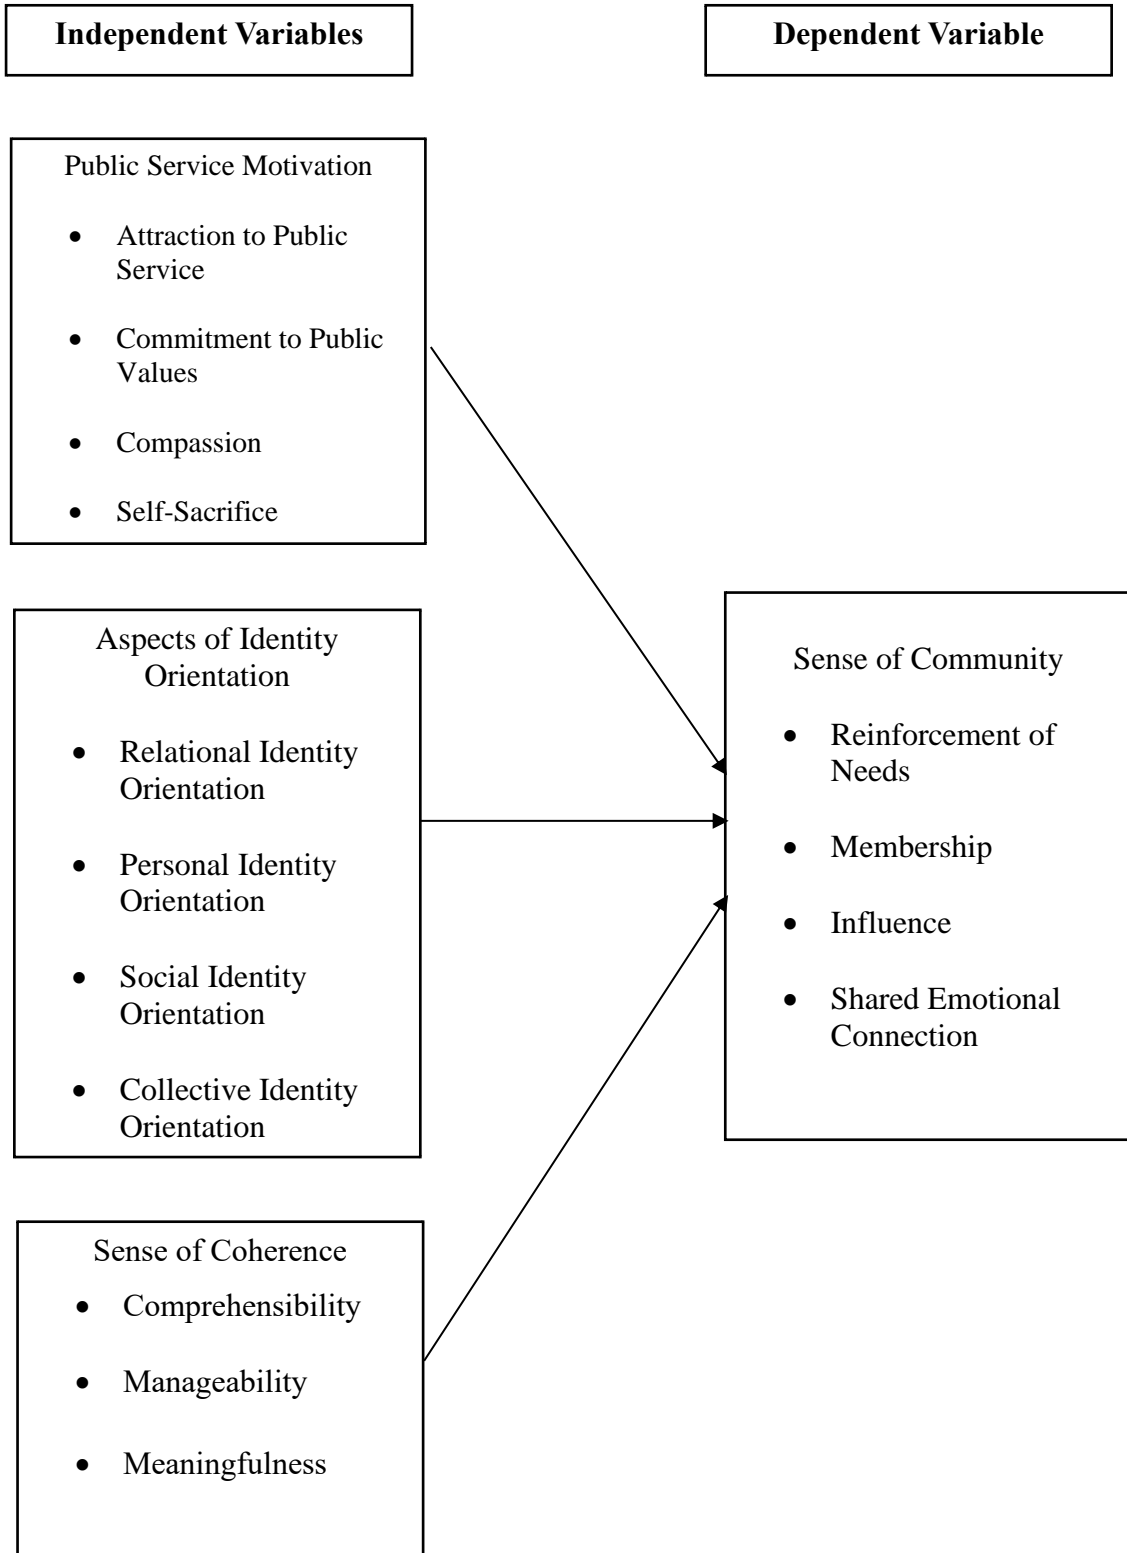 Independent Variables
Dependent Variable
Public Service Motivation
• Attraction to Public
Service
• Commitment to Public
Values
• Compassion
• Self-Sacrifice
Aspects of Identity
Orientation
• Relational Identity
Orientation
• Personal Identity
Orientation
• Social Identity
Orientation
• Collective Identity
Orientation
Sense of Coherence
• Comprehensibility
• Manageability
• Meaningfulness
Sense of Community
• Reinforcement of
Needs
• Membership
• Influence
• Shared Emotional
Connection